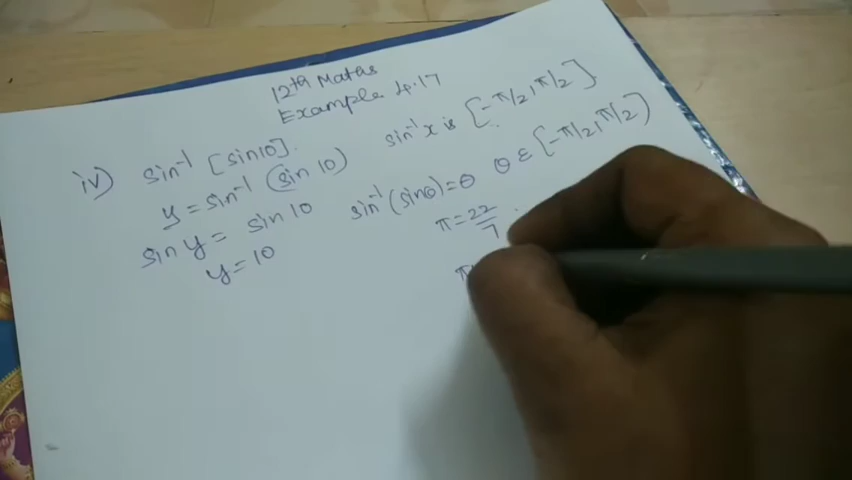 12th Maths
Example 4.17
iv) sin⁻¹ [sin10]. sin⁻¹x is [-π/2, π/2]
y = sin⁻¹ (sin 10)
sin⁻¹(sinθ) = θ θ ε [-π/2, π/2]
sin y = sin 10
π = 22/7
y = 10
π